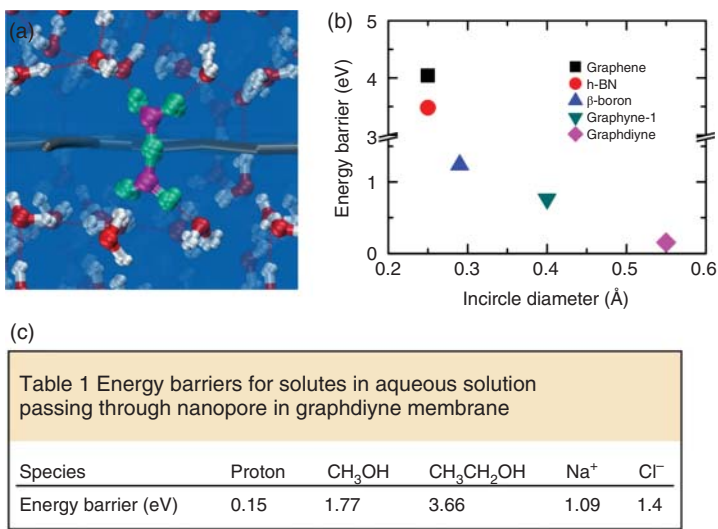 (a)
(b)
5
4
3
1
0
Energy barrier (eV)
Graphene
h-BN
β-boron
Graphyne-1
Graphdiyne
0.2 0.3 0.4 0.5 0.6
Incircle diameter (Å)
(c)
Table 1 Energy barriers for solutes in aqueous solution
passing through nanopore in graphdiyne membrane
Species Proton CH₃OH CH₃CH₂OH Na⁺ Cl⁻
Energy barrier (eV) 0.15 1.77 3.66 1.09 1.4